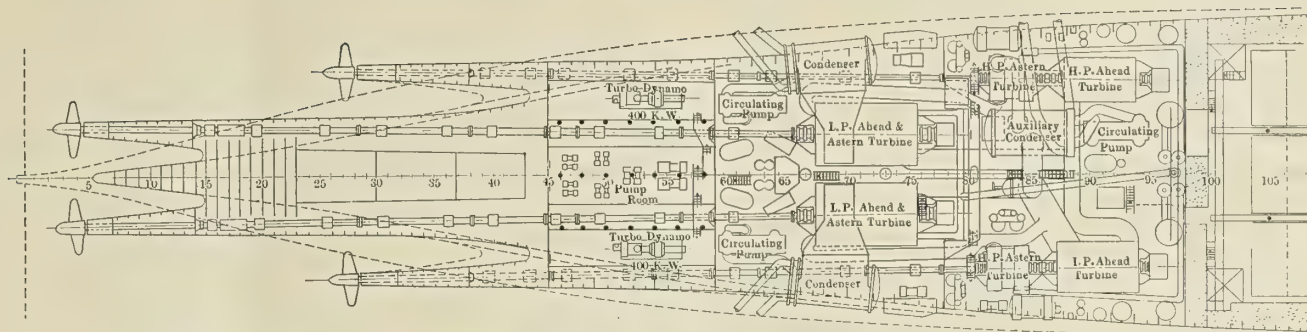 Condenser
H.P. Astern
Turbine
H.P. Ahead
Turbine
Turbo-Dynamo
400 K.W.
Circulating
Pump
L.P. Ahead &
Astern Turbine
Auxiliary
Condenser
Circulating
Pump
5 10 15 20 25 30 35 40 45 50 55 60 65 70 75 80 85 90 95 100 105
Pump
Room
L.P. Ahead &
Astern Turbine
Turbo-Dynamo
400 K.W.
Circulating
Pump
H.P. Astern
Turbine
I.P. Ahead
Turbine
Condenser